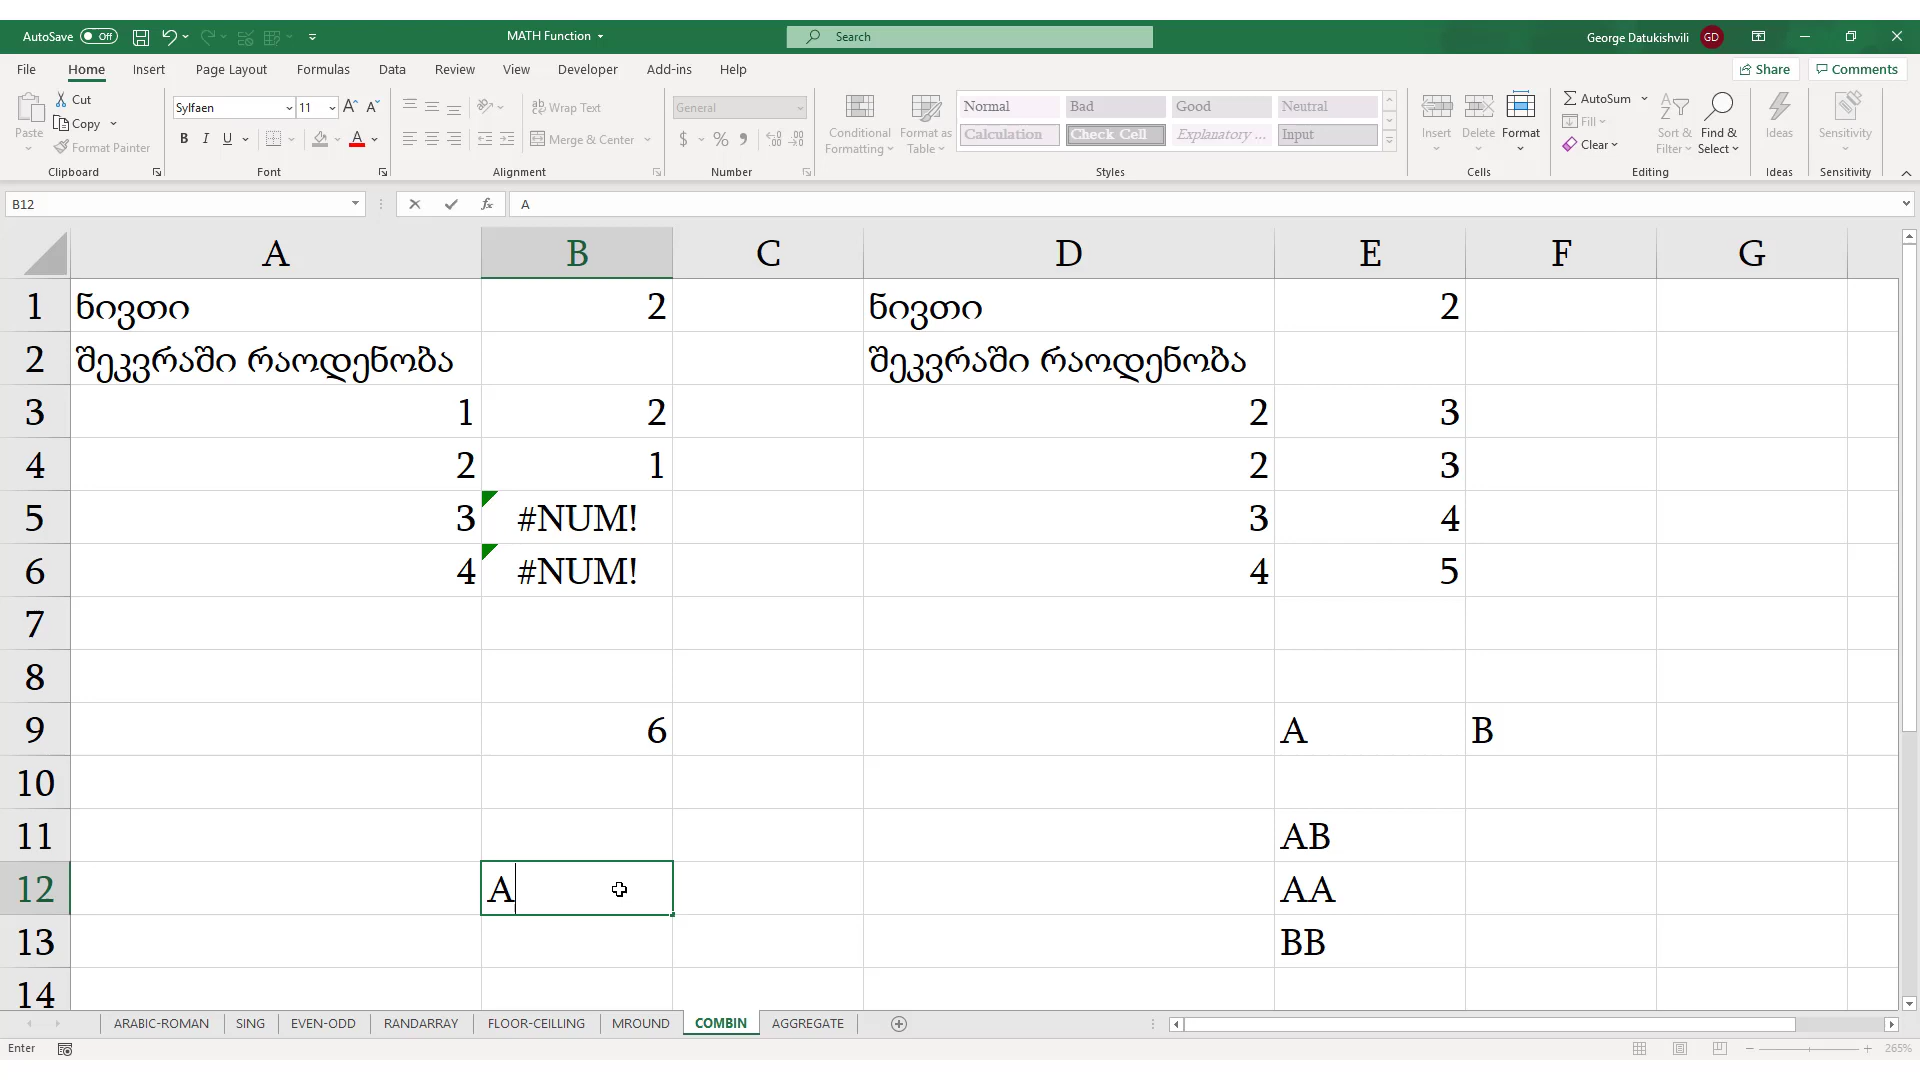 AutoSave Off
MATH Function
Search
George Datukishvili GD
File Home Insert Page Layout Formulas Data Review View Developer Add-ins Help
Share Comments
Paste Cut Copy Format Painter
Clipboard
Sylfaen 11
B I U
Font
Wrap Text
Merge & Center
Alignment
General
$ % ,
Number
Conditional Formatting Format as Table
Normal Bad Good Neutral
Calculation Check Cell Explanatory ... Input
Styles
Insert Delete Format
Cells
AutoSum Fill Clear
Sort & Filter Find & Select
Editing
Ideas
Ideas
Sensitivity
Sensitivity
B12 fx A
A B C D E F G
1 ნივთი 2 ნივთი 2
2 შეკვრაში რაოდენობა შეკვრაში რაოდენობა
3 1 2 2 3
4 2 1 2 3
5 3 #NUM! 3 4
6 4 #NUM! 4 5
7
8
9 6 A B
10
11 AB
12 A AA
13 BB
14
ARABIC-ROMAN SING EVEN-ODD RANDARRAY FLOOR-CEILLING MROUND COMBIN AGGREGATE
Enter 265%